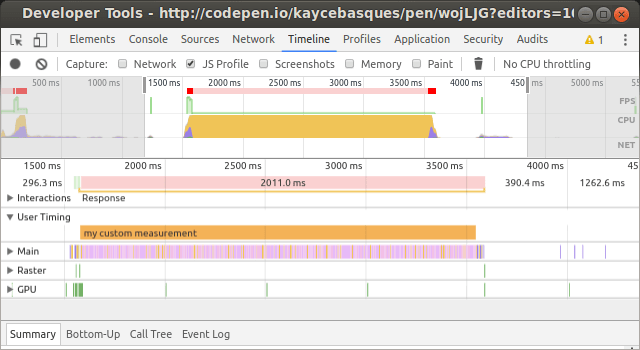 Developer Tools - http://codepen.io/kaycebasques/pen/wojLJG?editors=10
Elements Console Sources Network Timeline Profiles Application Security Audits 1
Capture: Network JS Profile Screenshots Memory Paint No CPU throttling
500 ms 1000 ms 1500 ms 2000 ms 2500 ms 3000 ms 3500 ms 4000 ms 4500 ms 5000 ms
FPS
CPU
NET
1500 ms 2000 ms 2500 ms 3000 ms 3500 ms 4000 ms 45
296.3 ms 2011.0 ms 390.4 ms 1262.6 ms
Interactions Response
User Timing
my custom measurement
Main
Raster
GPU
Summary Bottom-Up Call Tree Event Log